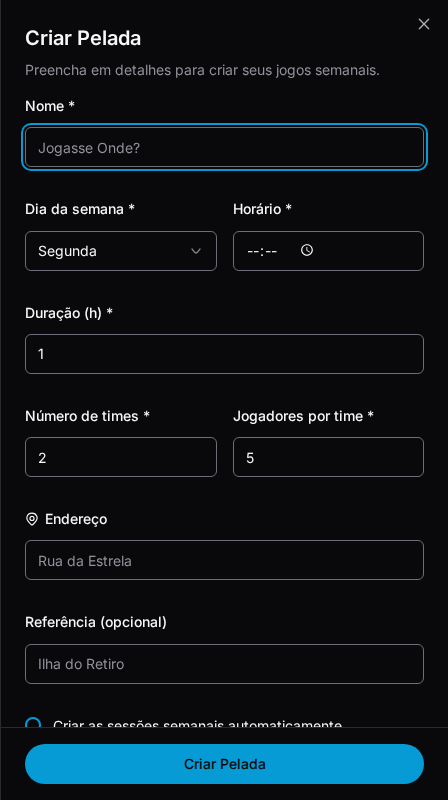 Criar Pelada
Preencha em detalhes para criar seus jogos semanais.
Nome *
Jogasse Onde?
Dia da semana * Horário *
Segunda --:--
Duração (h) *
1
Número de times * Jogadores por time *
2 5
Endereço
Rua da Estrela
Referência (opcional)
Ilha do Retiro
Criar as sessões semanais automaticamente
Criar Pelada